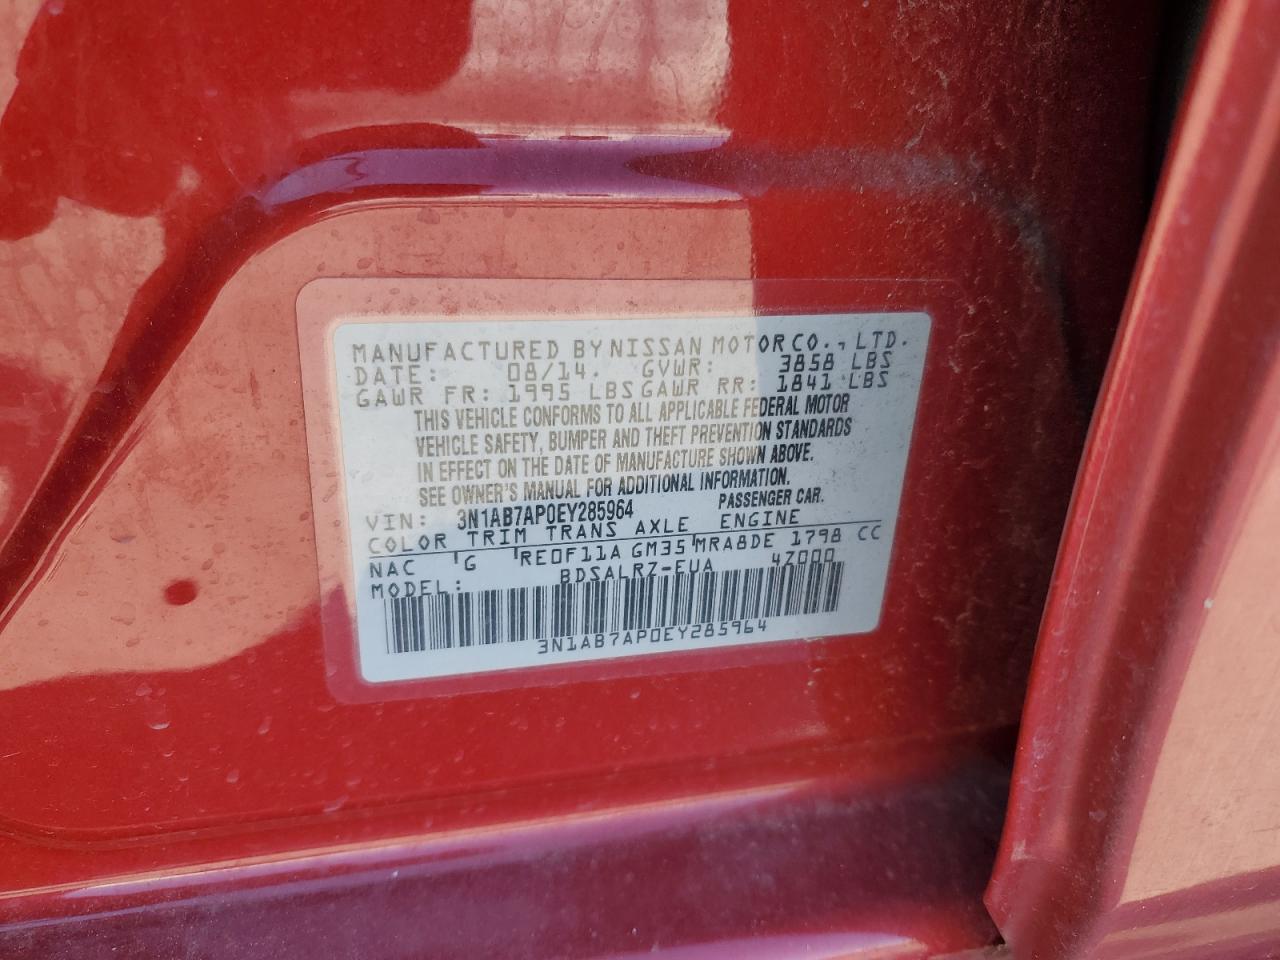 MANUFACTURED BY NISSAN MOTOR CO., LTD.
DATE: 08/14. GVWR: 3858 LBS
GAWR FR: 1995 LBS GAWR RR: 1841 LBS
THIS VEHICLE CONFORMS TO ALL APPLICABLE FEDERAL MOTOR
VEHICLE SAFETY, BUMPER AND THEFT PREVENTION STANDARDS
IN EFFECT ON THE DATE OF MANUFACTURE SHOWN ABOVE.
SEE OWNER'S MANUAL FOR ADDITIONAL INFORMATION.
VIN: 3N1AB7AP0EY285964 PASSENGER CAR.
COLOR TRIM TRANS AXLE ENGINE
NAC 'G 'RE0F11A GM35 'MRA8DE 1798 CC
MODEL: BDSALRZ-EUA 4Z000
3N1AB7AP0EY285964